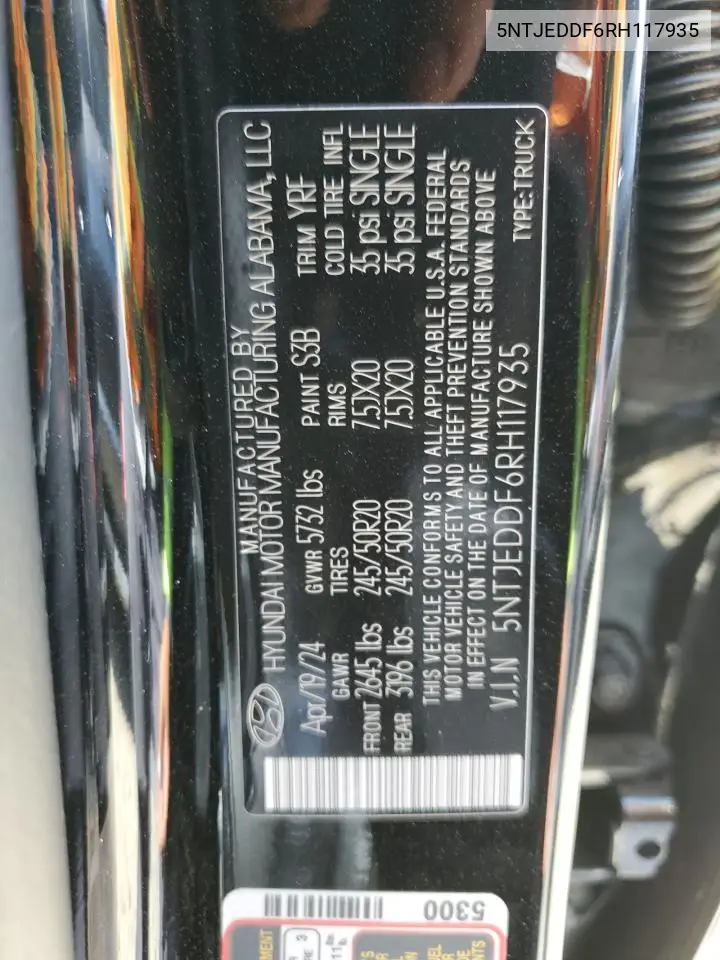 5NTJEDDF6RH117935
MANUFACTURED BY
HYUNDAI MOTOR MANUFACTURING ALABAMA, LLC
Apr/19/24 GVWR 5732 lbs PAINT S3B TRIM YRF
GAWR TIRES RIMS COLD TIRE INFL
FRONT 2645 lbs 245/50R20 7.5JX20 35 psi SINGLE
REAR 3196 lbs 245/50R20 7.5JX20 35 psi SINGLE
THIS VEHICLE CONFORMS TO ALL APPLICABLE U.S.A. FEDERAL
MOTOR VEHICLE SAFETY AND THEFT PREVENTION STANDARDS
IN EFFECT ON THE DATE OF MANUFACTURE SHOWN ABOVE
V.I.N 5NTJEDDF6RH117935 TYPE:TRUCK
5300